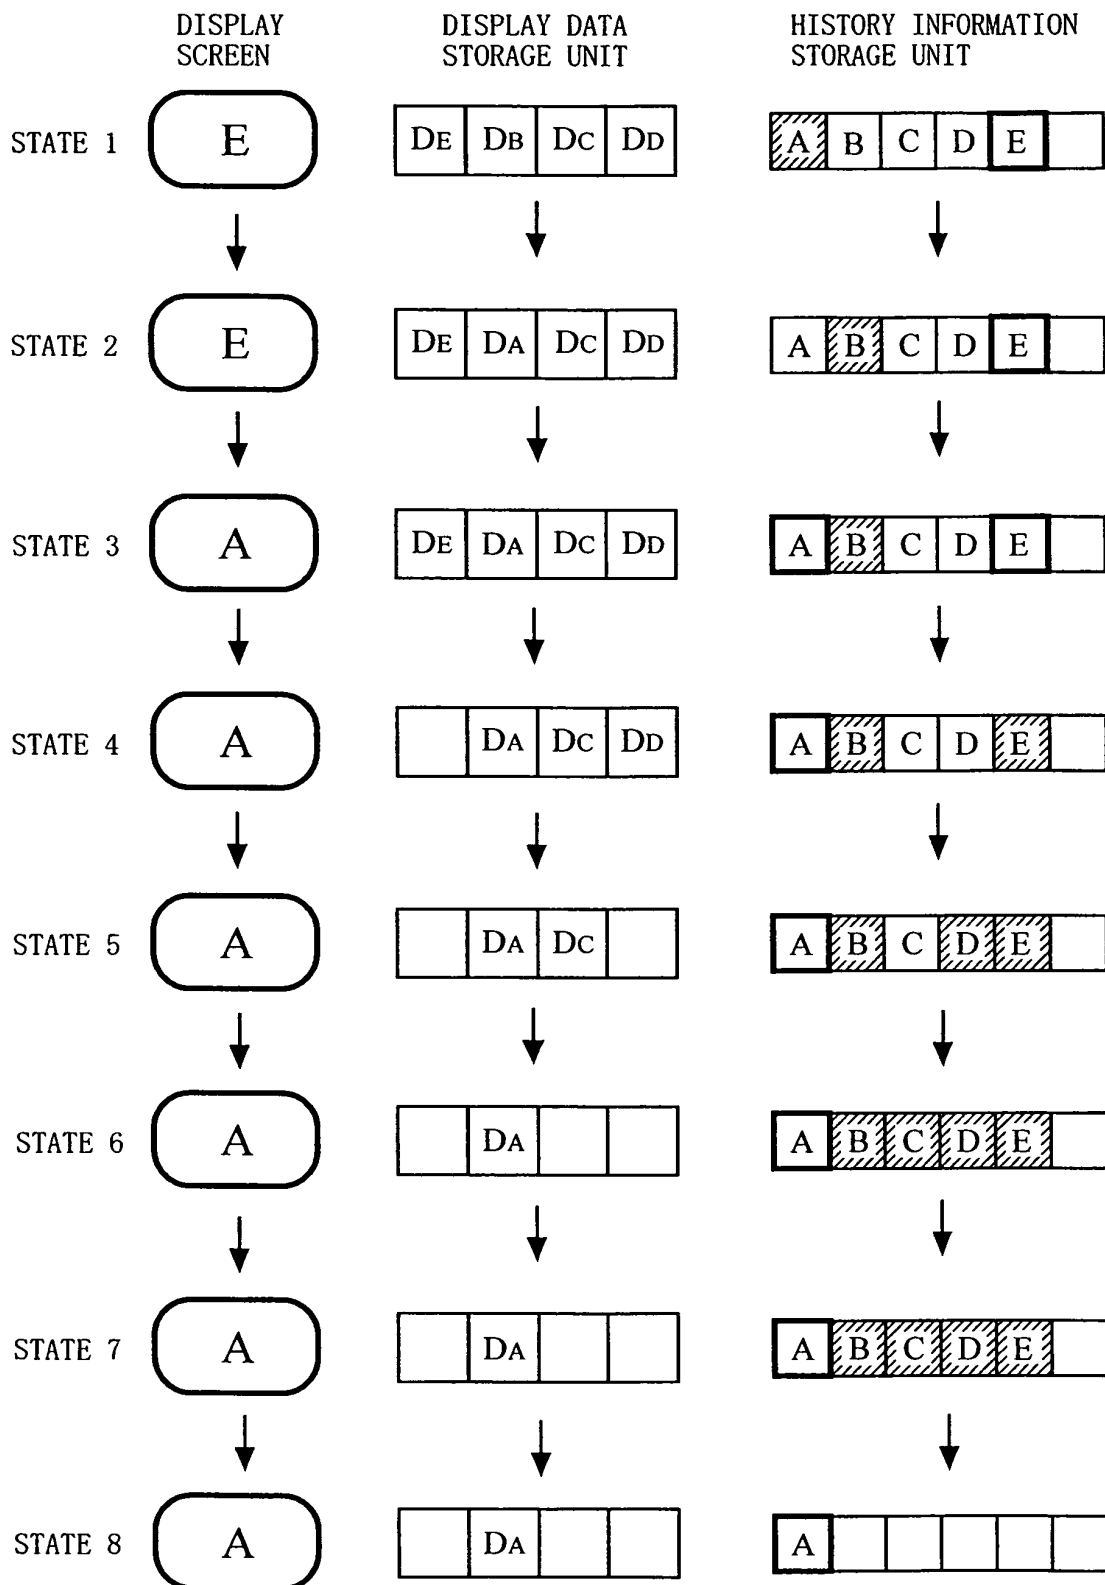 DISPLAY SCREEN
DISPLAY DATA STORAGE UNIT
HISTORY INFORMATION STORAGE UNIT
STATE 1 E DE DB DC DD A B C D E
STATE 2 E DE DA DC DD A B C D E
STATE 3 A DE DA DC DD A B C D E
STATE 4 A DA DC DD A B C D E
STATE 5 A DA DC A B C D E
STATE 6 A DA A B C D E
STATE 7 A DA A B C D E
STATE 8 A DA A